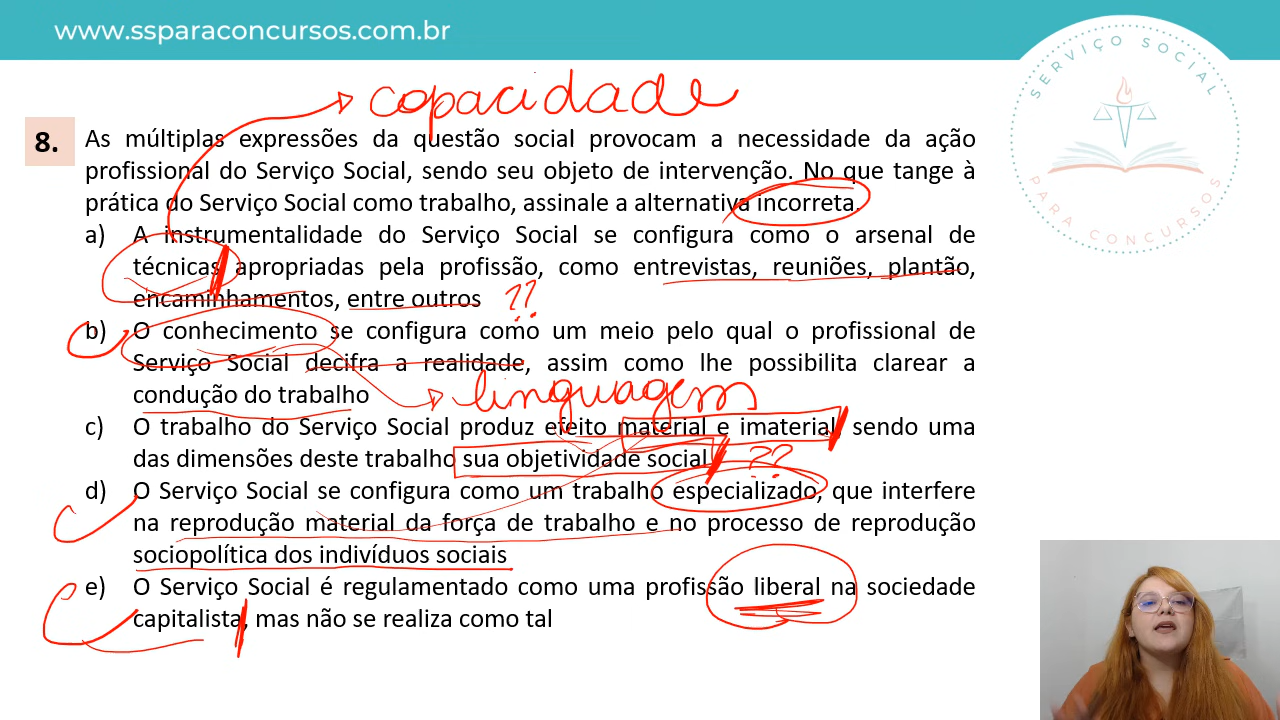 www.ssparaconcursos.com.br
SERVIÇO SOCIAL
PARA CONCURSOS
capacidade
8.
As múltiplas expressões da questão social provocam a necessidade da ação
profissional do Serviço Social, sendo seu objeto de intervenção. No que tange à
prática do Serviço Social como trabalho, assinale a alternativa incorreta.
a) A instrumentalidade do Serviço Social se configura como o arsenal de
técnicas apropriadas pela profissão, como entrevistas, reuniões, plantão,
encaminhamentos, entre outros ??
b) O conhecimento se configura como um meio pelo qual o profissional de
Serviço Social decifra a realidade, assim como lhe possibilita clarear a
condução do trabalho
linguagem
c) O trabalho do Serviço Social produz efeito material e imaterial, sendo uma
das dimensões deste trabalho sua objetividade social ??
d) O Serviço Social se configura como um trabalho especializado, que interfere
na reprodução material da força de trabalho e no processo de reprodução
sociopolítica dos indivíduos sociais
e) O Serviço Social é regulamentado como uma profissão liberal na sociedade
capitalista, mas não se realiza como tal